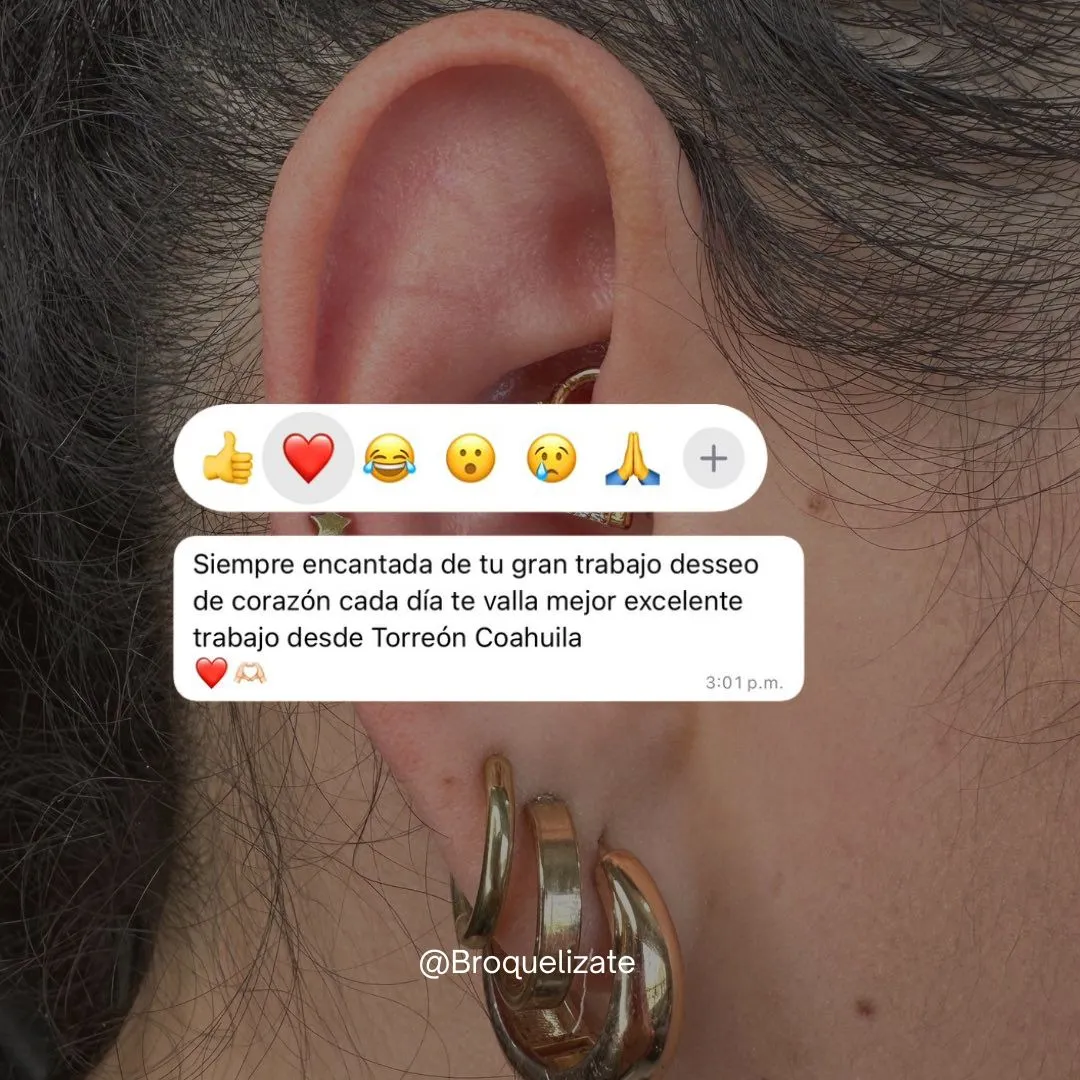 👍❤️😂😮😢🙏+
Siempre encantada de tu gran trabajo desseo
de corazón cada día te valla mejor excelente
trabajo desde Torreón Coahuila
❤️🫶🏻
3:01 p.m.
@Broquelizate